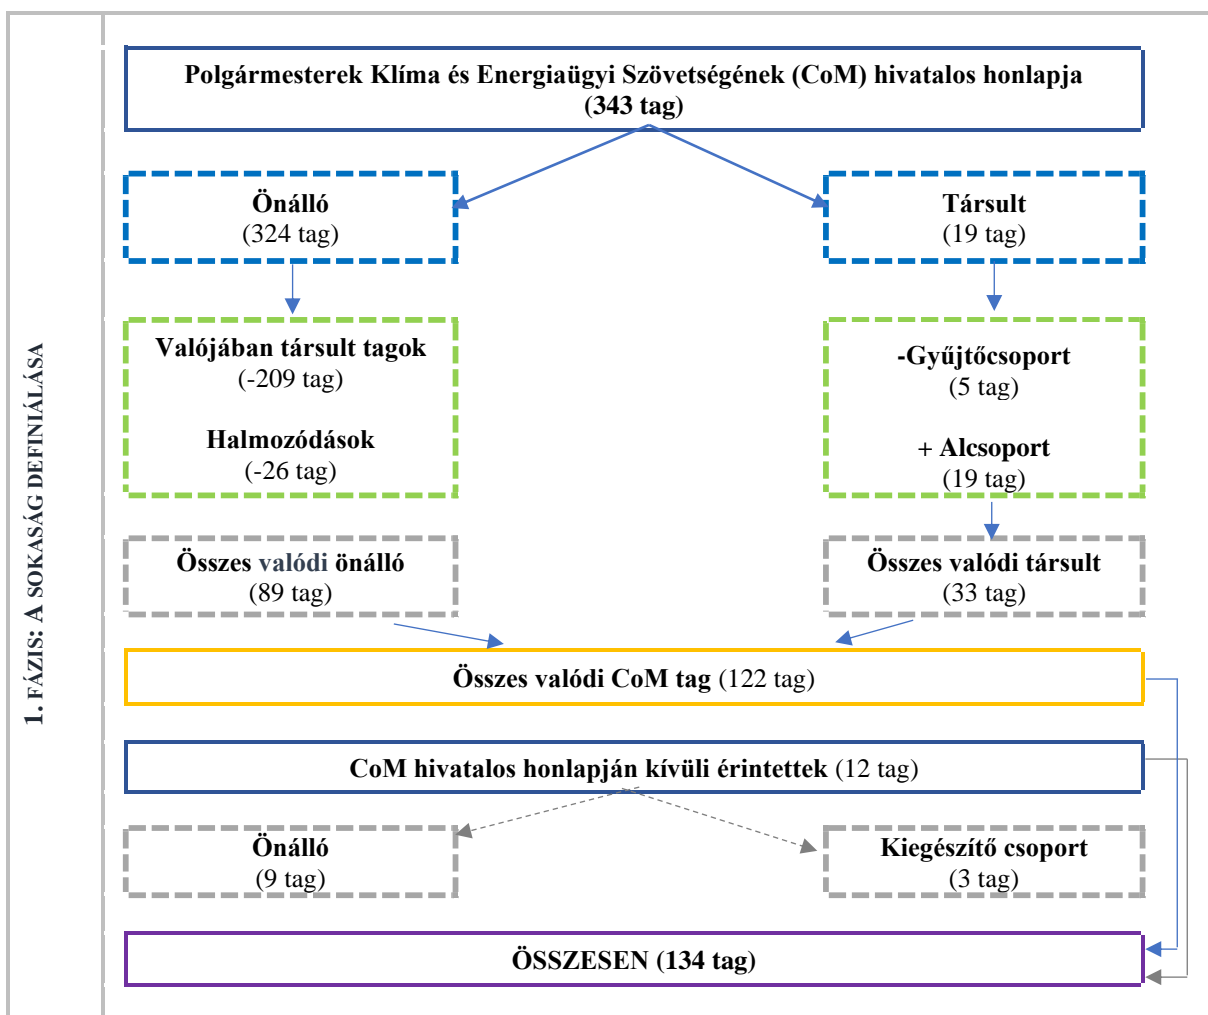 1. FÁZIS: A SOKASÁG DEFINIÁLÁSA
Polgármesterek Klíma és Energiaügyi Szövetségének (CoM) hivatalos honlapja
(343 tag)
Önálló
(324 tag)
Társult
(19 tag)
Valójában társult tagok
(-209 tag)
Halmozódások
(-26 tag)
-Gyűjtőcsoport
(5 tag)
+ Alcsoport
(19 tag)
Összes valódi önálló
(89 tag)
Összes valódi társult
(33 tag)
Összes valódi CoM tag (122 tag)
CoM hivatalos honlapján kívüli érintettek (12 tag)
Önálló
(9 tag)
Kiegészítő csoport
(3 tag)
ÖSSZESEN (134 tag)